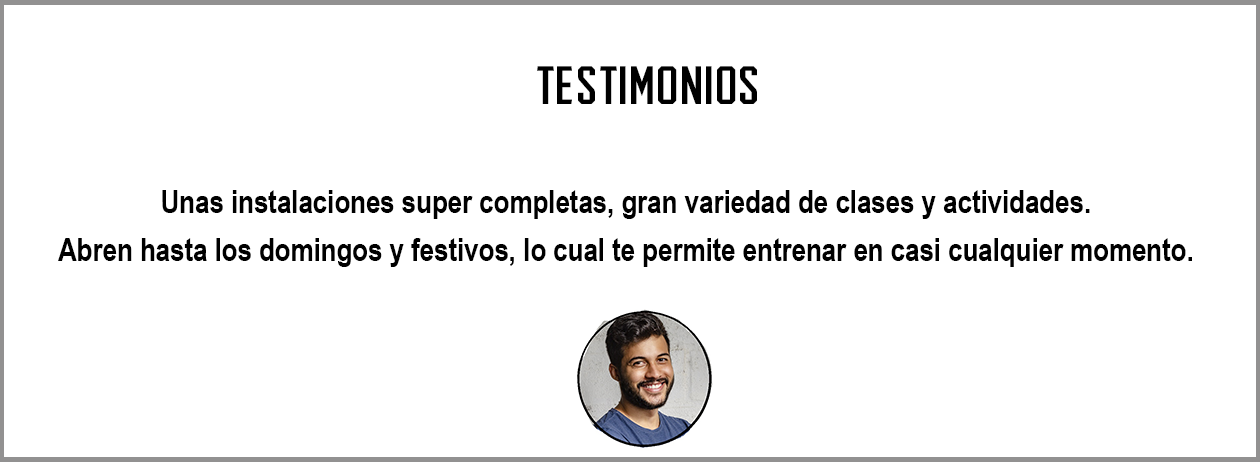 TESTIMONIOS
Unas instalaciones super completas, gran variedad de clases y actividades.
Abren hasta los domingos y festivos, lo cual te permite entrenar en casi cualquier momento.